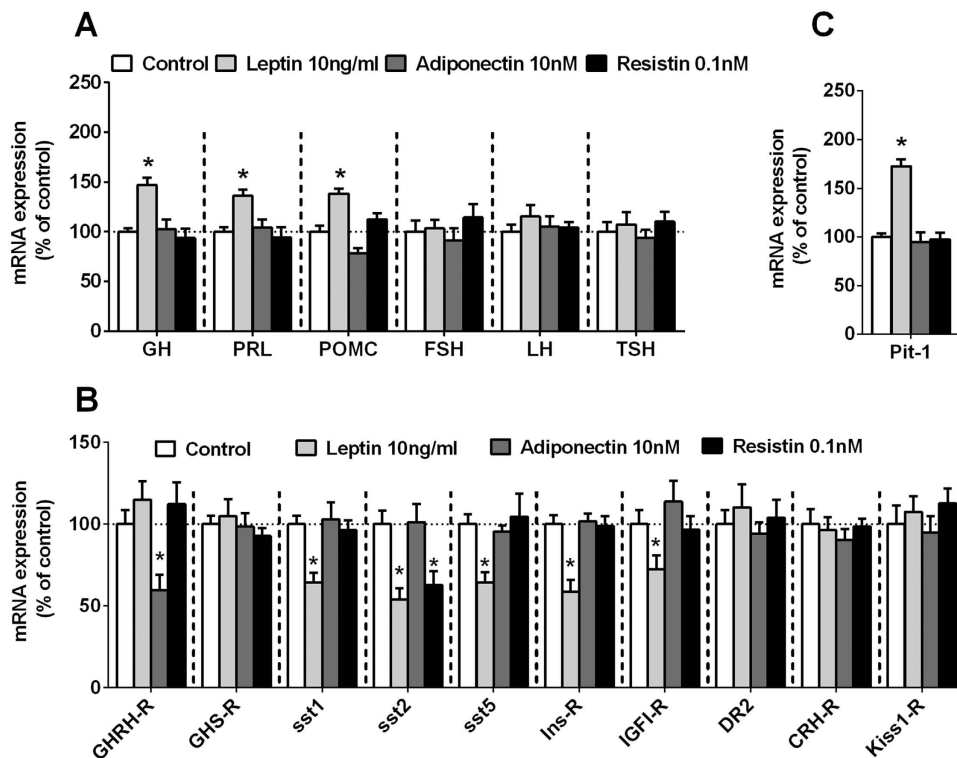 A
Control Leptin 10ng/ml Adiponectin 10nM Resistin 0.1nM
mRNA expression
(% of control)
250
200
150
100
50
0
* * *
GH PRL POMC FSH LH TSH
C
mRNA expression
(% of control)
250
200
150
100
50
0
*
Pit-1
B
Control Leptin 10ng/ml Adiponectin 10nM Resistin 0.1nM
mRNA expression
(% of control)
150
100
50
0
* * * * * * *
GHRH-R GHS-R sst1 sst2 sst5 Ins-R IGFI-R DR2 CRH-R Kiss1-R